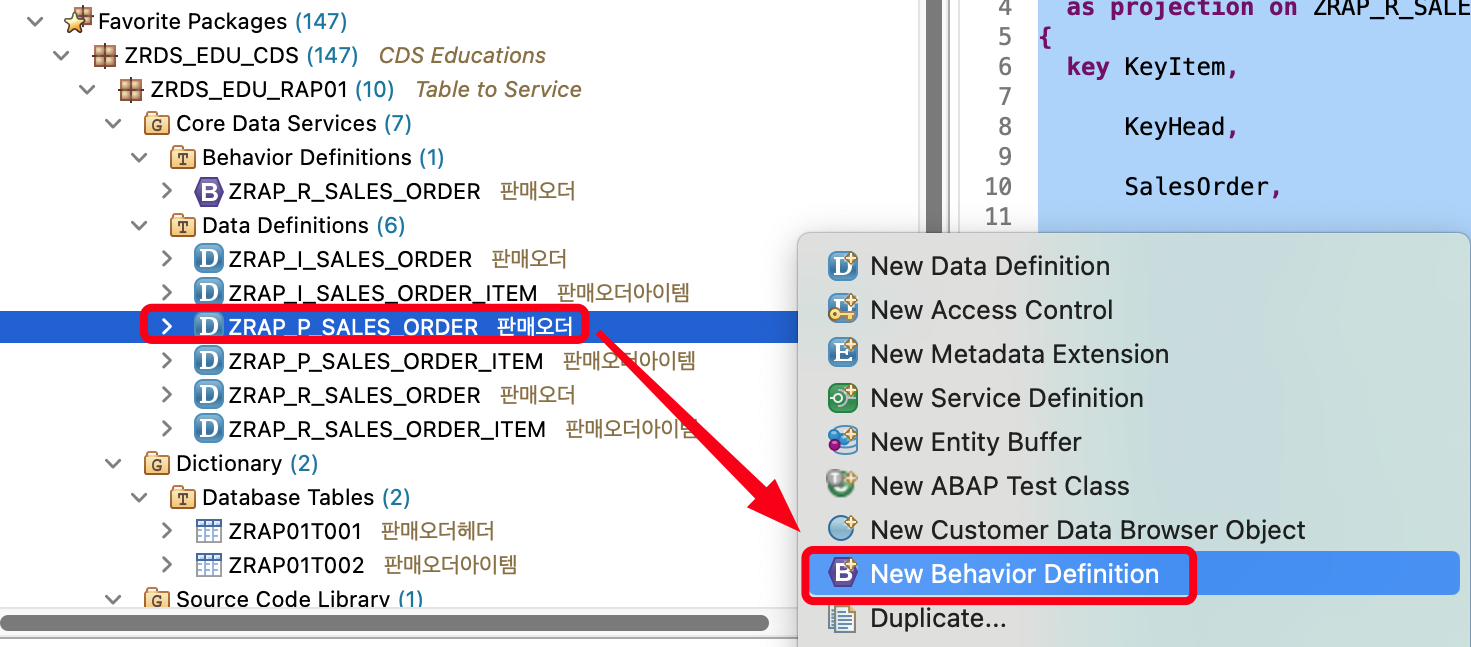 Favorite Packages (147)
ZRDS_EDU_CDS (147) CDS Educations
ZRDS_EDU_RAP01 (10) Table to Service
G Core Data Services (7)
T Behavior Definitions (1)
B ZRAP_R_SALES_ORDER 판매오더
T Data Definitions (6)
D ZRAP_I_SALES_ORDER 판매오더
D ZRAP_I_SALES_ORDER_ITEM 판매오더아이템
D ZRAP_P_SALES_ORDER 판매오더
D ZRAP_P_SALES_ORDER_ITEM 판매오더아이템
D ZRAP_R_SALES_ORDER 판매오더
D ZRAP_R_SALES_ORDER_ITEM 판매오더아이템
G Dictionary (2)
T Database Tables (2)
ZRAP01T001 판매오더헤더
ZRAP01T002 판매오더아이템
G Source Code Library (1)
4 as projection on ZRAP_R_SALE
5 {
6 key KeyItem,
7
8 KeyHead,
9
10 SalesOrder,
11
D New Data Definition
New Access Control
E New Metadata Extension
New Service Definition
New Entity Buffer
New ABAP Test Class
New Customer Data Browser Object
B New Behavior Definition
Duplicate...